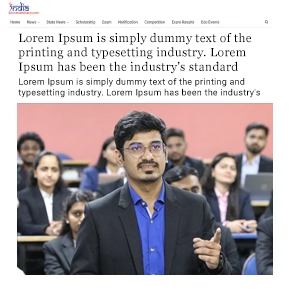 India
Home News State News Scholarship Exam Notification Competition Exam Results Edu Events
Lorem Ipsum is simply dummy text of the
printing and typesetting industry. Lorem
Ipsum has been the industry's standard
Lorem Ipsum is simply dummy text of the printing and
typesetting industry. Lorem Ipsum has been the industry's